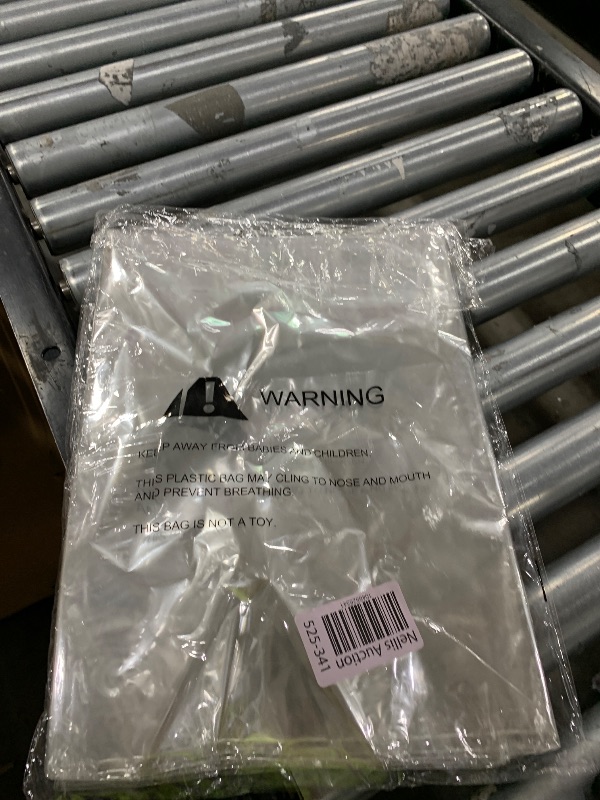 WARNING
KEEP AWAY FROM BABIES AND CHILDREN.
THIS PLASTIC BAG MAY CLING TO NOSE AND MOUTH
AND PREVENT BREATHING
THIS BAG IS NOT A TOY.
Nellis Auction
525-341